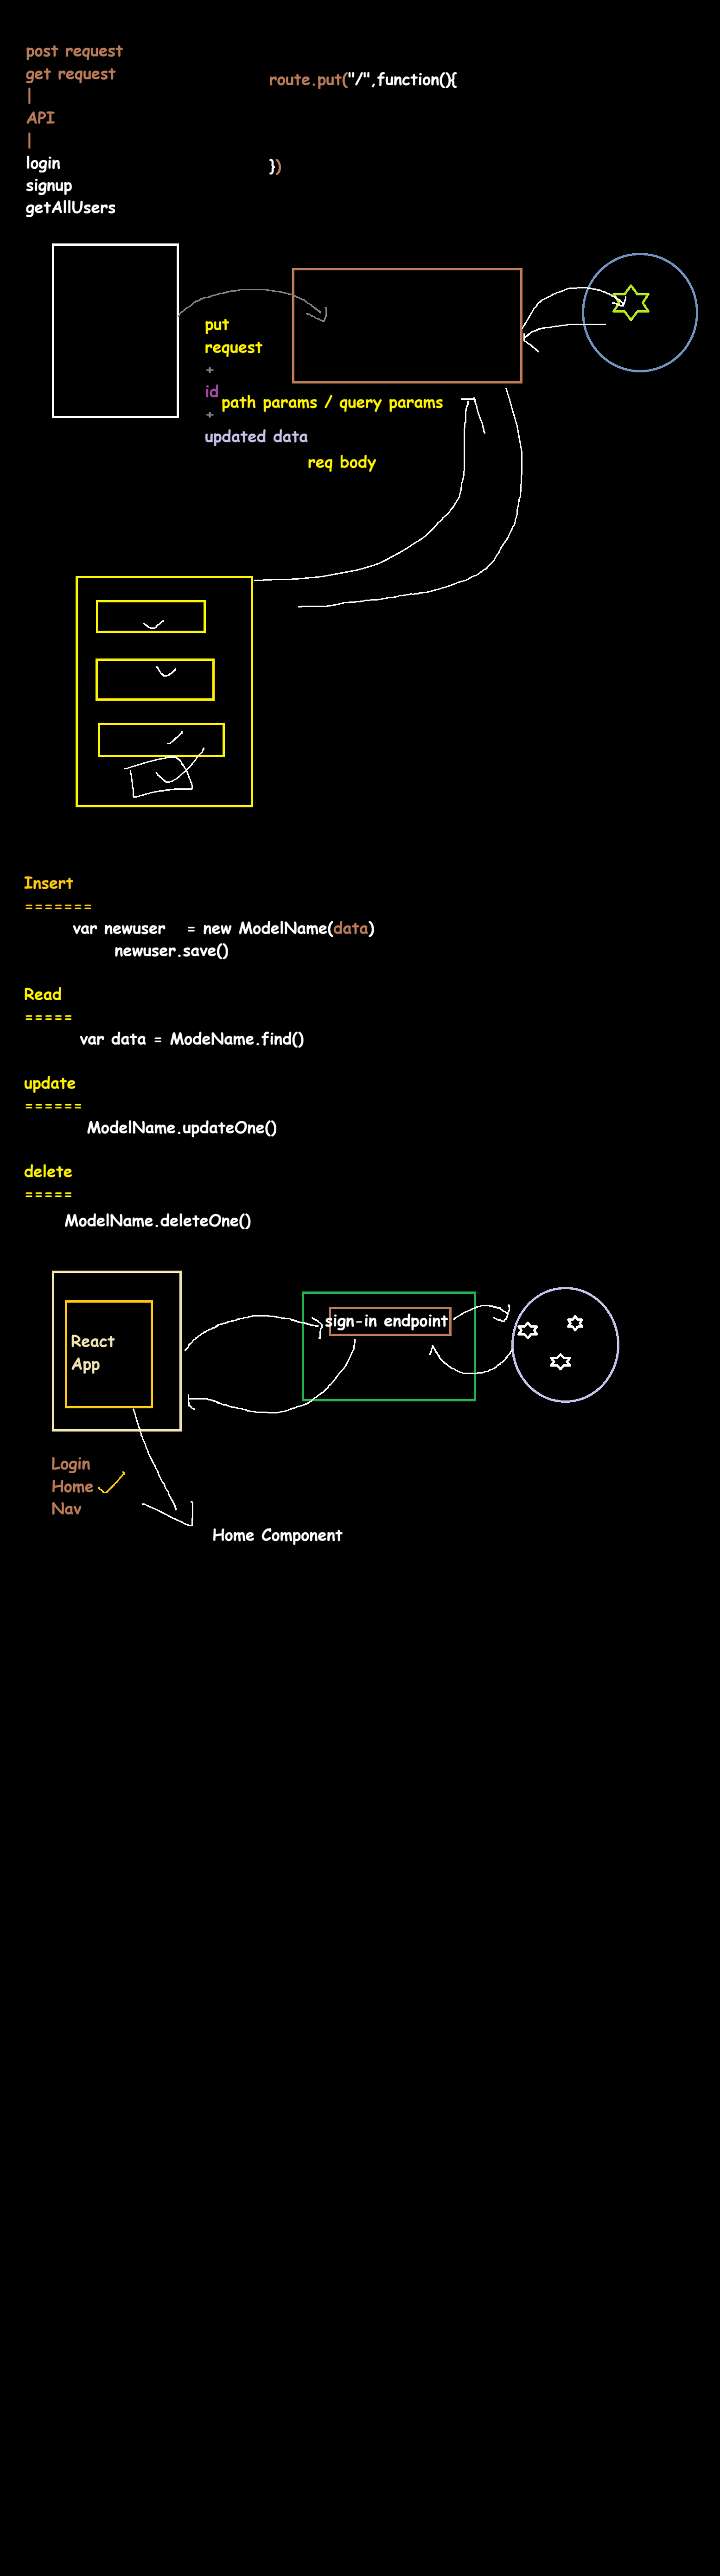 post request
get request
|
API
|
login
signup
getAllUsers
route.put("/",function(){
})
put
request
+
id
path params / query params
+
updated data
req body
Insert
=======
var newuser = new ModelName(data)
newuser.save()
Read
=====
var data = ModeName.find()
update
======
ModelName.updateOne()
delete
=====
ModelName.deleteOne()
sign-in endpoint
React
App
Login
Home
Nav
Home Component